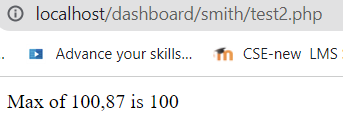 localhost/dashboard/smith/test2.php
. Advance your skills... CSE-new LMS
Max of 100,87 is 100